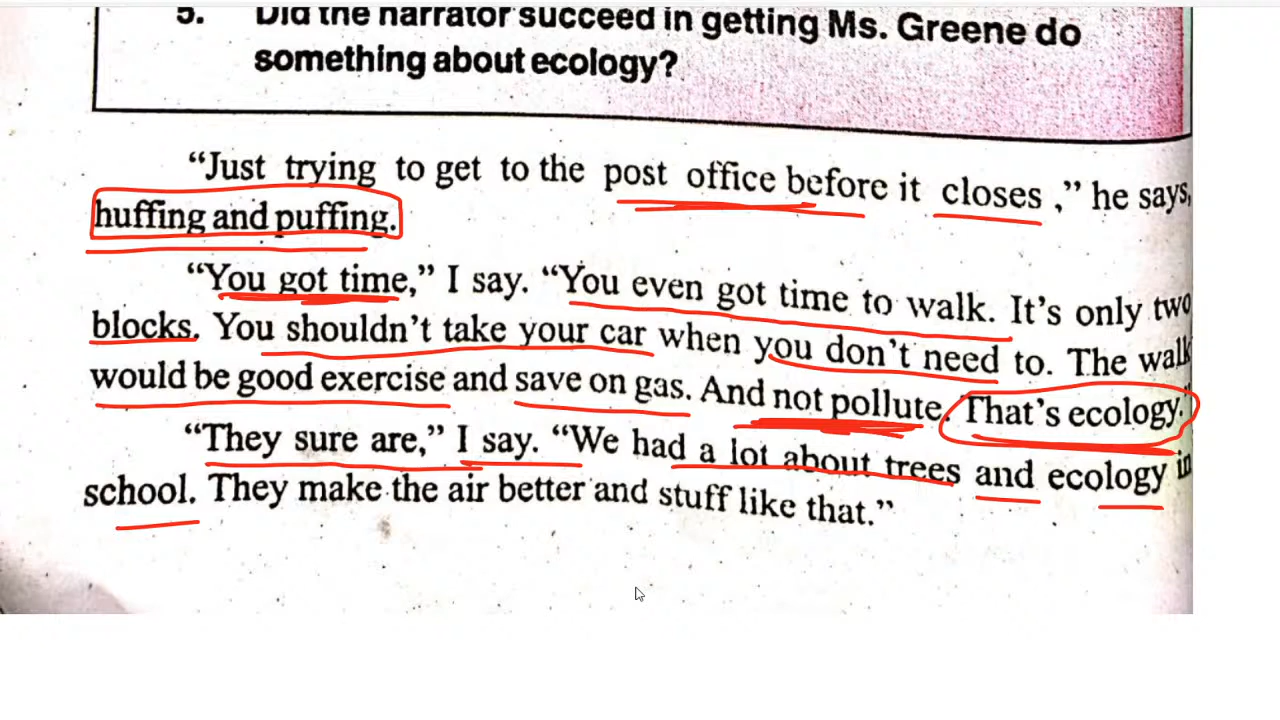 5. Did the narrator succeed in getting Ms. Greene do
something about ecology?
“Just trying to get to the post office before it closes ,” he says,
huffing and puffing.
“You got time,” I say. “You even got time to walk. It’s only two
blocks. You shouldn’t take your car when you don’t need to. The walk
would be good exercise and save on gas. And not pollute. That’s ecology.”
“They sure are,” I say. “We had a lot about trees and ecology in
school. They make the air better and stuff like that.”